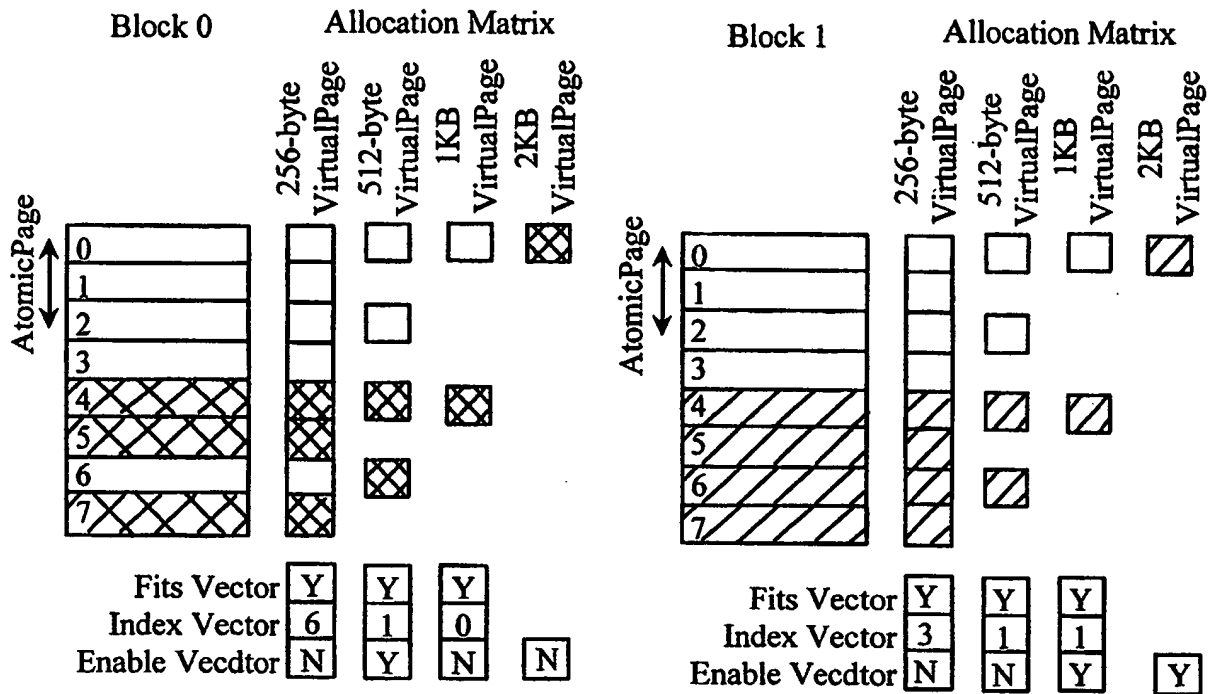 Block 0
Allocation Matrix
256-byte
VirtualPage
512-byte
VirtualPage
1KB
VirtualPage
2KB
VirtualPage
AtomicPage
0
1
2
3
4
5
6
7
Fits Vector Y Y Y
Index Vector 6 1 0
Enable Vecdtor N Y N N
Block 1
Allocation Matrix
256-byte
VirtualPage
512-byte
VirtualPage
1KB
VirtualPage
2KB
VirtualPage
AtomicPage
0
1
2
3
4
5
6
7
Fits Vector Y Y Y
Index Vector 3 1 1
Enable Vecdtor N N Y Y